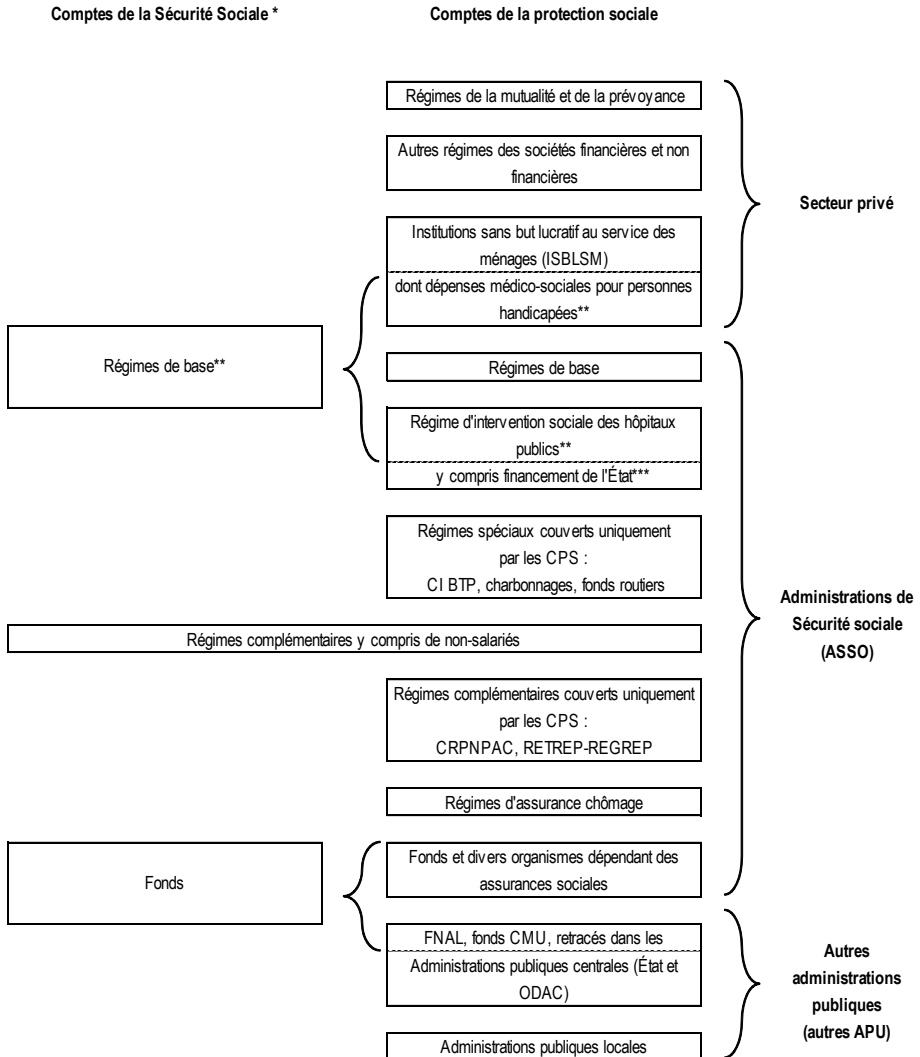 Comptes de la Sécurité Sociale *
Comptes de la protection sociale
Régimes de la mutualité et de la prévoyance
Autres régimes des sociétés financières et non
financières
Secteur privé
Institutions sans but lucratif au service des
ménages (ISBLSM)
dont dépenses médico-sociales pour personnes
handicapées**
Régimes de base**
Régimes de base
Régime d'intervention sociale des hôpitaux
publics**
y compris financement de l'État***
Régimes spéciaux couverts uniquement
par les CPS :
CI BTP, charbonnages, fonds routiers
Administrations de
Sécurité sociale
(ASSO)
Régimes complémentaires y compris de non-salariés
Régimes complémentaires couverts uniquement
par les CPS :
CRPNPAC, RETREP-REGREP
Régimes d'assurance chômage
Fonds
Fonds et divers organismes dépendant des
assurances sociales
FNAL, fonds CMU, retracés dans les
Administrations publiques centrales (État et
ODAC)
Autres
administrations
publiques
(autres APU)
Administrations publiques locales